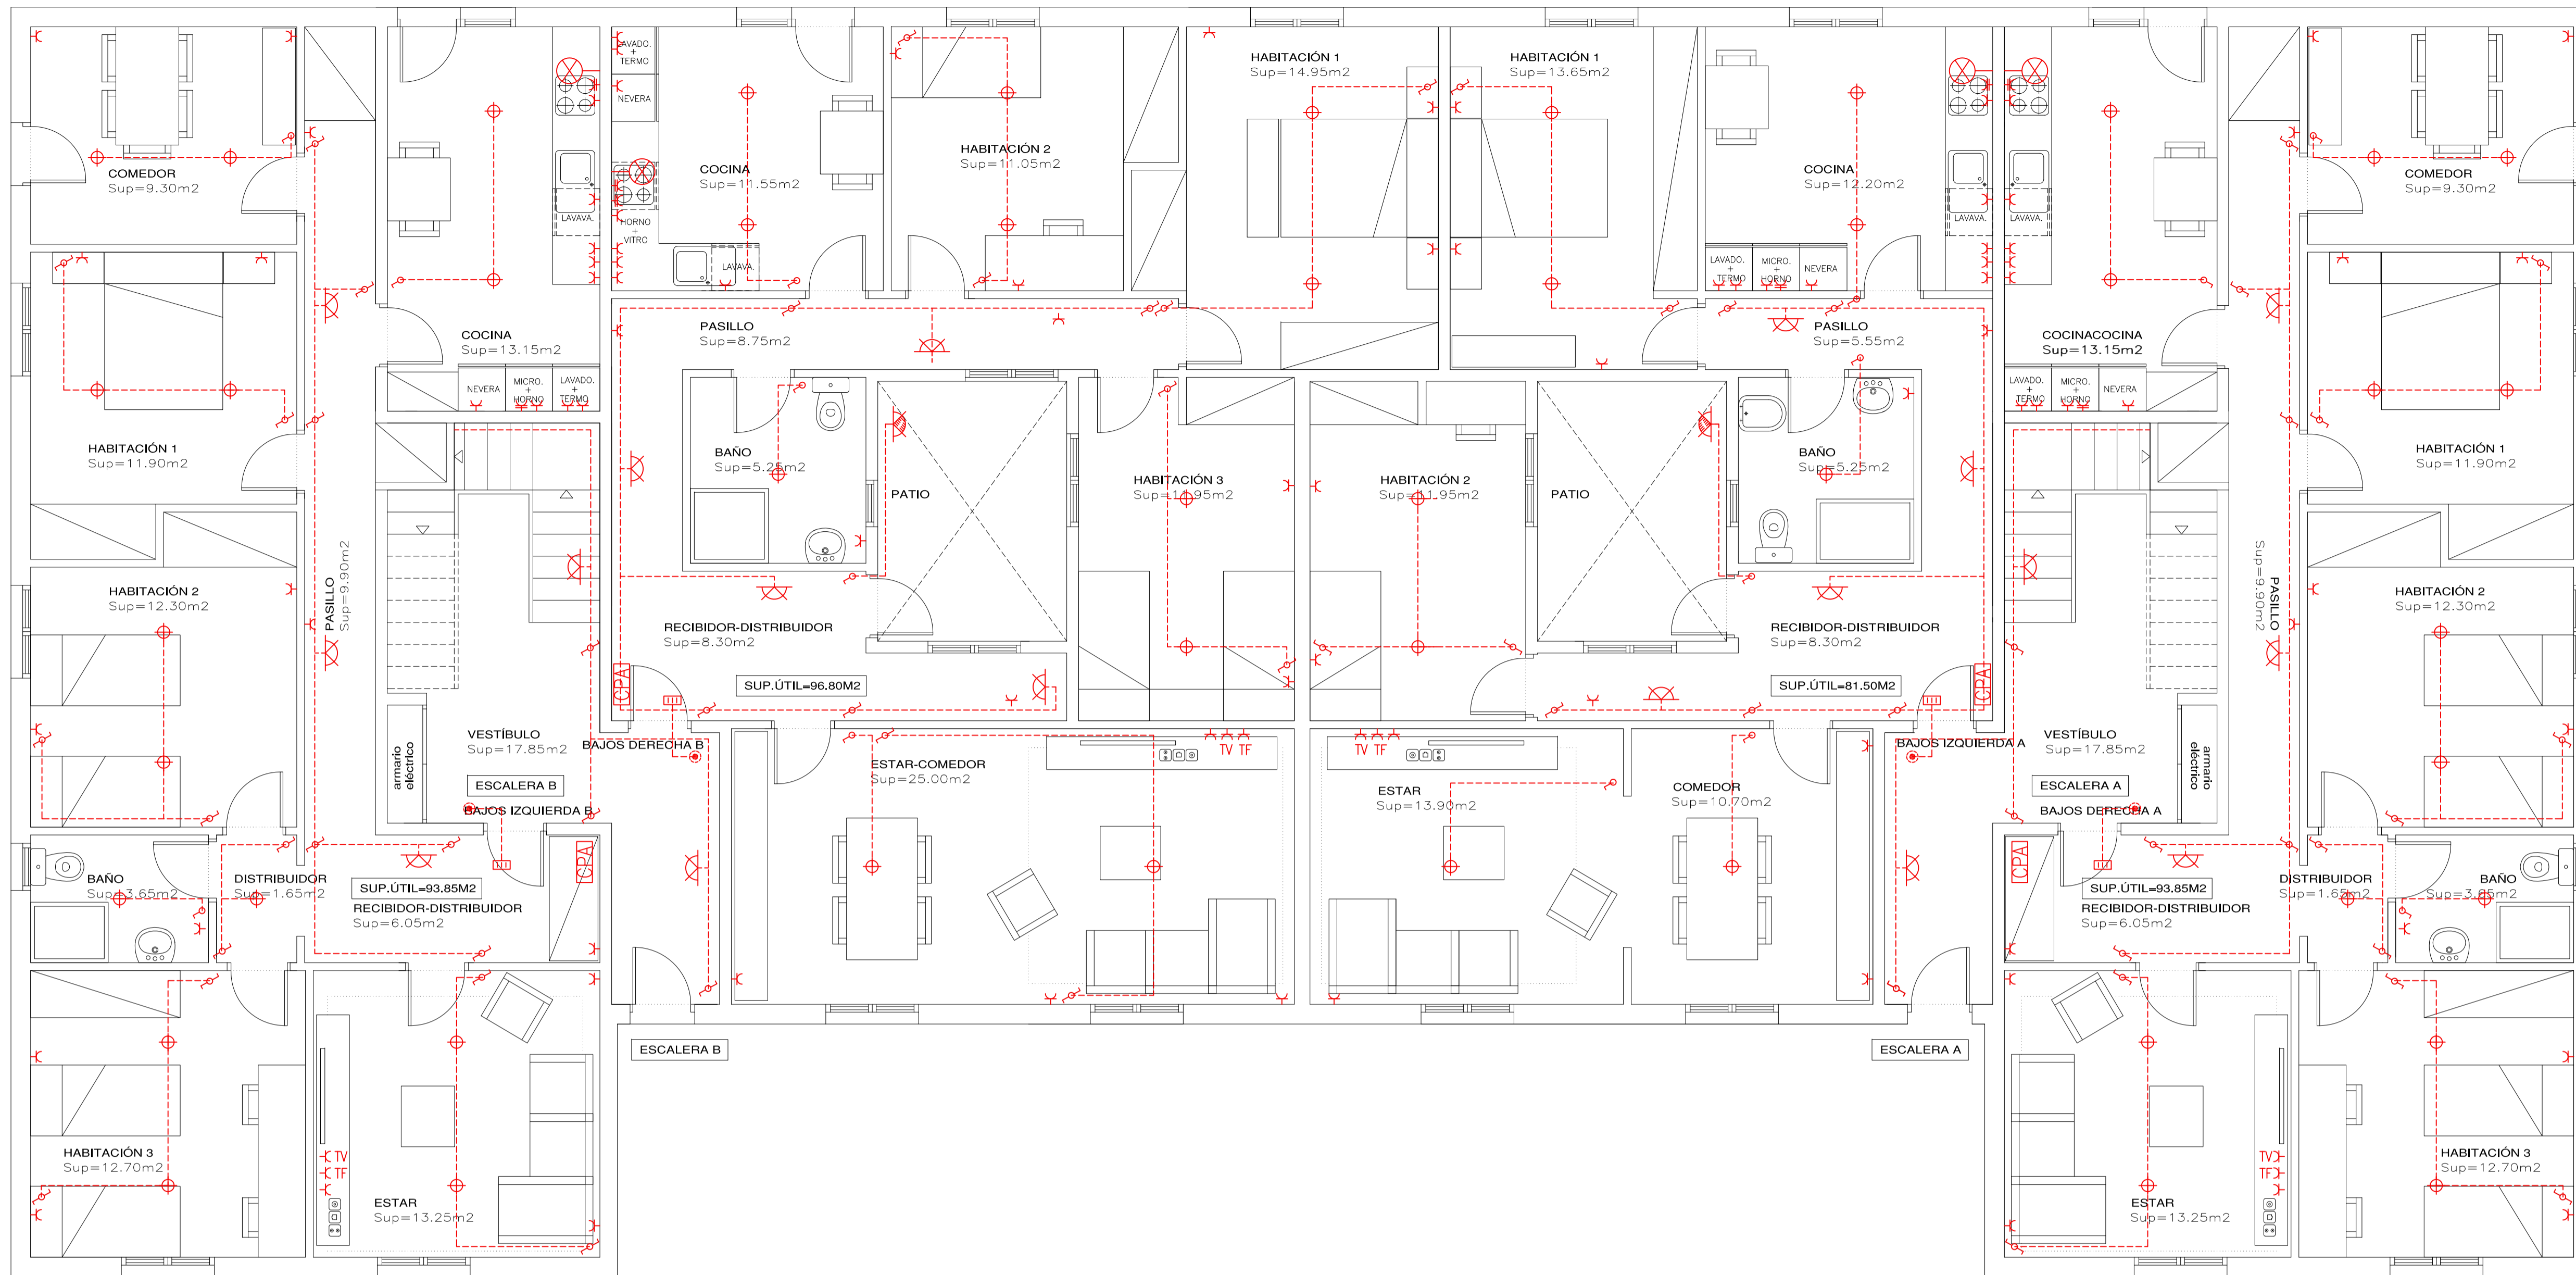 COMEDOR
Sup=9.30m2
HABITACIÓN 1
Sup=11.90m2
HABITACIÓN 2
Sup=12.30m2
PASILLO
Sup=9.90m2
BAÑO
Sup=3.65m2
DISTRIBUIDOR
Sup=1.65m2
SUP.ÚTIL=93.85M2
RECIBIDOR-DISTRIBUIDOR
Sup=6.05m2
CPA
HABITACIÓN 3
Sup=12.70m2
TV
TF
ESTAR
Sup=13.25m2
LAVAVA.
COCINA
Sup=13.15m2
NEVERA
MICRO.
+
HORNO
LAVADO.
+
TERMO
armario
eléctrico
VESTÍBULO
Sup=17.85m2
ESCALERA B
BAJOS IZQUIERDA B
BAJOS DERECHA B
LAVADO.
+
TERMO
NEVERA
HORNO
+
VITRO
LAVAVA.
COCINA
Sup=11.55m2
HABITACIÓN 2
Sup=11.05m2
HABITACIÓN 1
Sup=14.95m2
PASILLO
Sup=8.75m2
BAÑO
Sup=5.25m2
PATIO
HABITACIÓN 3
Sup=11.95m2
RECIBIDOR-DISTRIBUIDOR
Sup=8.30m2
CPA
SUP.ÚTIL=96.80M2
ESTAR-COMEDOR
Sup=25.00m2
TV TF
ESCALERA B
HABITACIÓN 1
Sup=13.65m2
COCINA
Sup=12.20m2
LAVAVA.
LAVADO.
+
TERMO
MICRO.
+
HORNO
NEVERA
PASILLO
Sup=5.55m2
HABITACIÓN 2
Sup=11.95m2
PATIO
BAÑO
Sup=5.25m2
RECIBIDOR-DISTRIBUIDOR
Sup=8.30m2
SUP.ÚTIL=81.50M2
CPA
TV TF
ESTAR
Sup=13.90m2
COMEDOR
Sup=10.70m2
ESCALERA A
BAJOS IZQUIERDA A
VESTÍBULO
Sup=17.85m2
ESCALERA A
BAJOS DERECHA A
armario
eléctrico
LAVAVA.
COCINACOCINA
Sup=13.15m2
LAVADO.
+
TERMO
MICRO.
+
HORNO
NEVERA
COMEDOR
Sup=9.30m2
HABITACIÓN 1
Sup=11.90m2
PASILLO
Sup=9.90m2
HABITACIÓN 2
Sup=12.30m2
CPA
SUP.ÚTIL=93.85M2
RECIBIDOR-DISTRIBUIDOR
Sup=6.05m2
DISTRIBUIDOR
Sup=1.65m2
BAÑO
Sup=3.65m2
TV
TF
ESTAR
Sup=13.25m2
HABITACIÓN 3
Sup=12.70m2